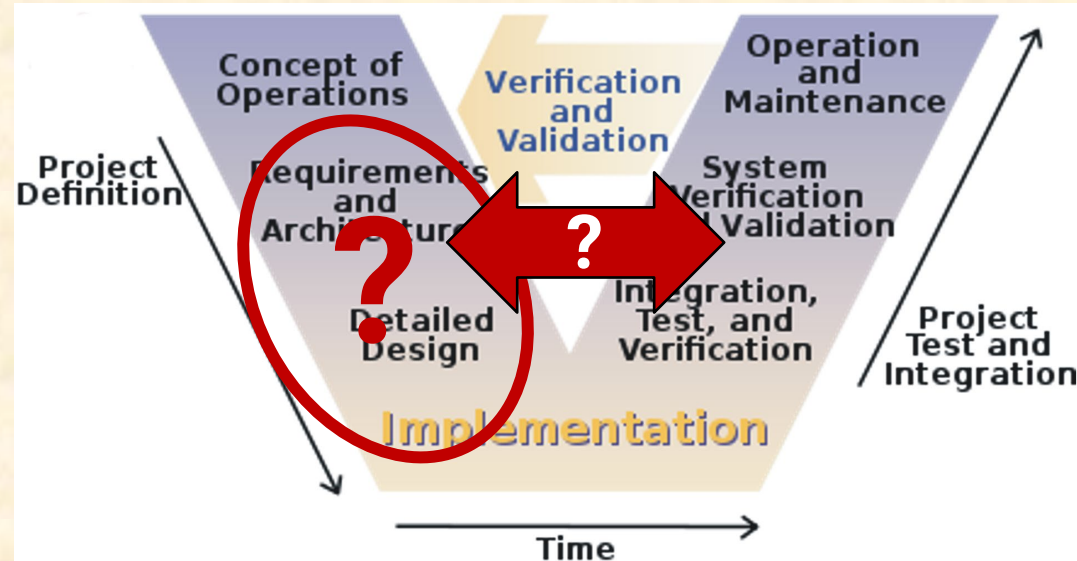 Concept of
Operations
Verification
and
Validation
Operation
and
Maintenance
Project
Definition
Requirements
and
Architecture
?
Detailed
Design
?
System
Verification
Validation
Integration,
Test, and
Verification
Project
Test and
Integration
Implementation
Time